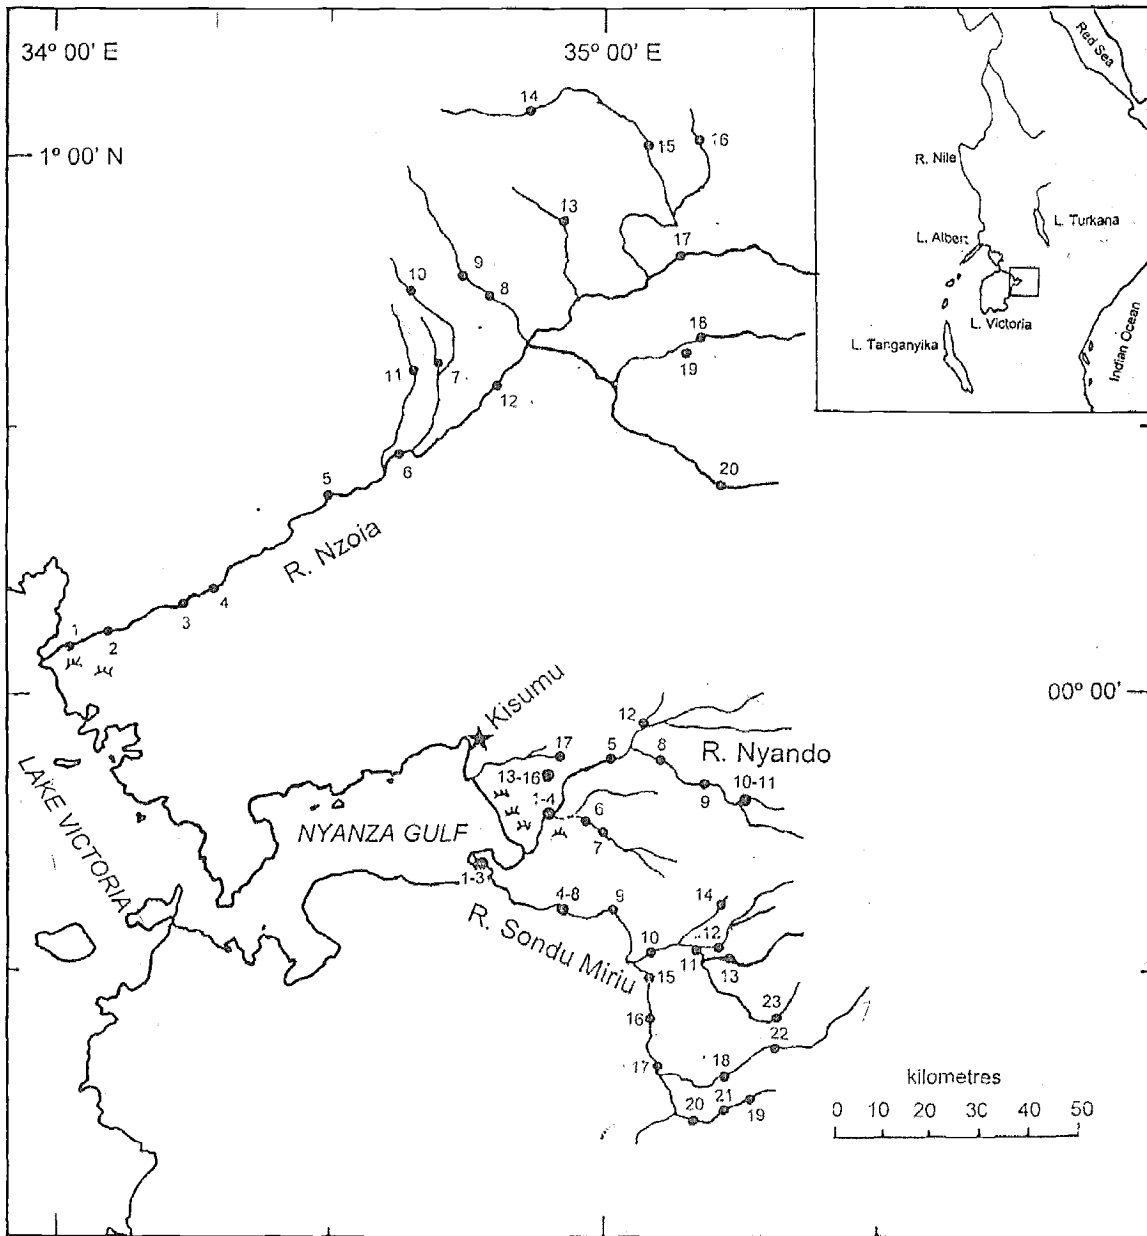 34º 00' E
35º 00' E
Red Sea
14
15
16
1º 00' N
R. Nile
13
L. Turkana
17
L. Albert
9
10
8
L. Victoria
18
L. Tanganyika
19
Indian Ocean
11
7
12
6
5
20
R. Nzoia
4
3
1
2
00º 00'
Kisumu
12
R. Nyando
17
5
8
13-16
10-11
9
1-4
6
LAKE VICTORIA
NYANZA GULF
7
1-3
4-8
9
14
R. Sondu Miriu
12
10
11
13
15
16
23
22
17
18
kilometres
21
19
20
0 10 20 30 40 50